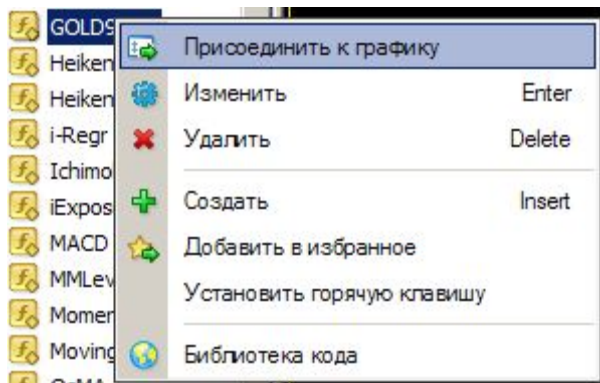 GOLDS
Присоединить к графику
Heiken
Heiken
Изменить Enter
i-Regr
Удалить Delete
Ichimo
iExpos
Создать Insert
MACD
Добавить в избранное
MMLev
Установить горячую клавишу
Momen
Moving
Библиотека кода